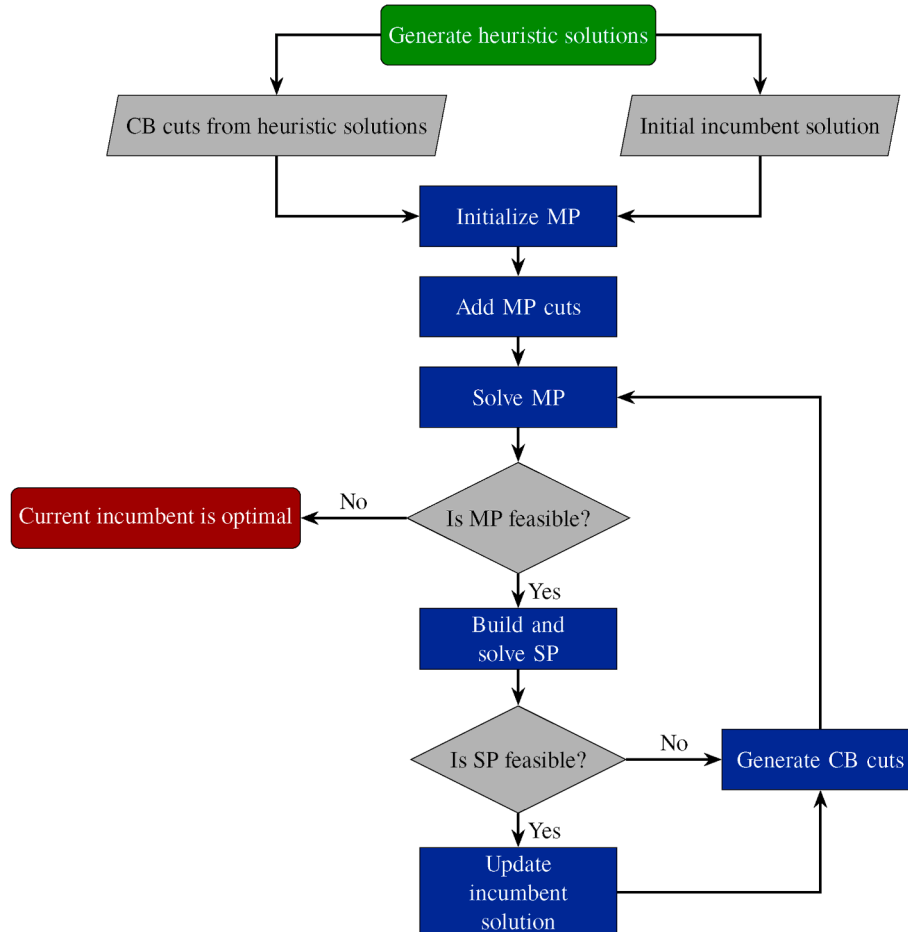 Generate heuristic solutions
CB cuts from heuristic solutions
Initial incumbent solution
Initialize MP
Add MP cuts
Solve MP
Is MP feasible?
No
Current incumbent is optimal
Yes
Build and
solve SP
Is SP feasible?
No
Generate CB cuts
Yes
Update
incumbent
solution